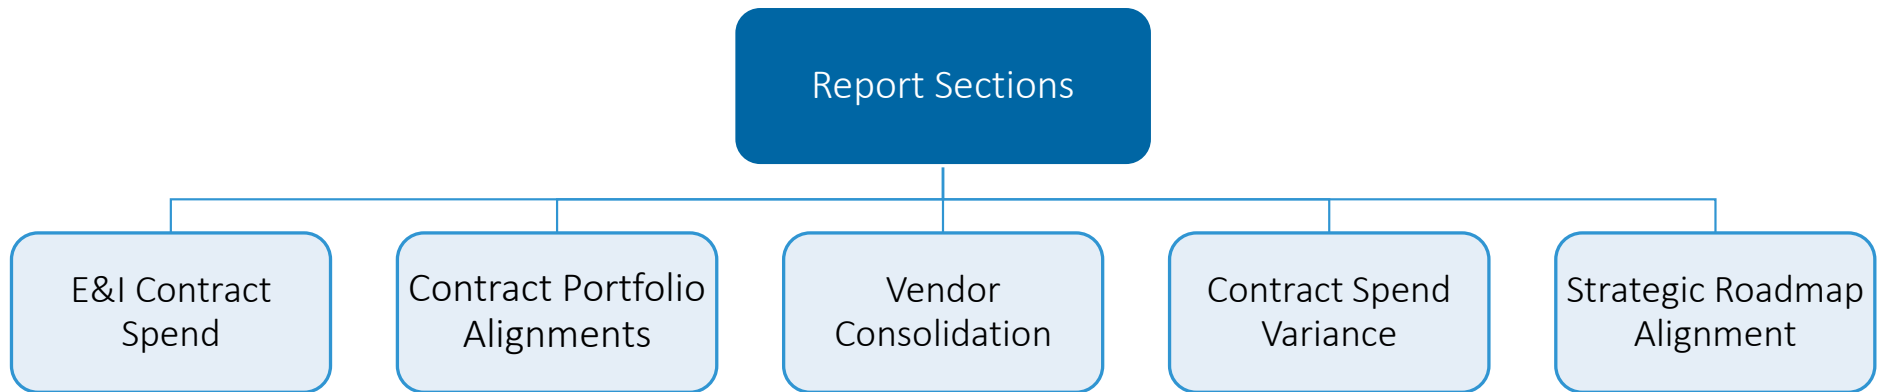 Report Sections
E&I Contract
Spend
Contract Portfolio
Alignments
Vendor
Consolidation
Contract Spend
Variance
Strategic Roadmap
Alignment